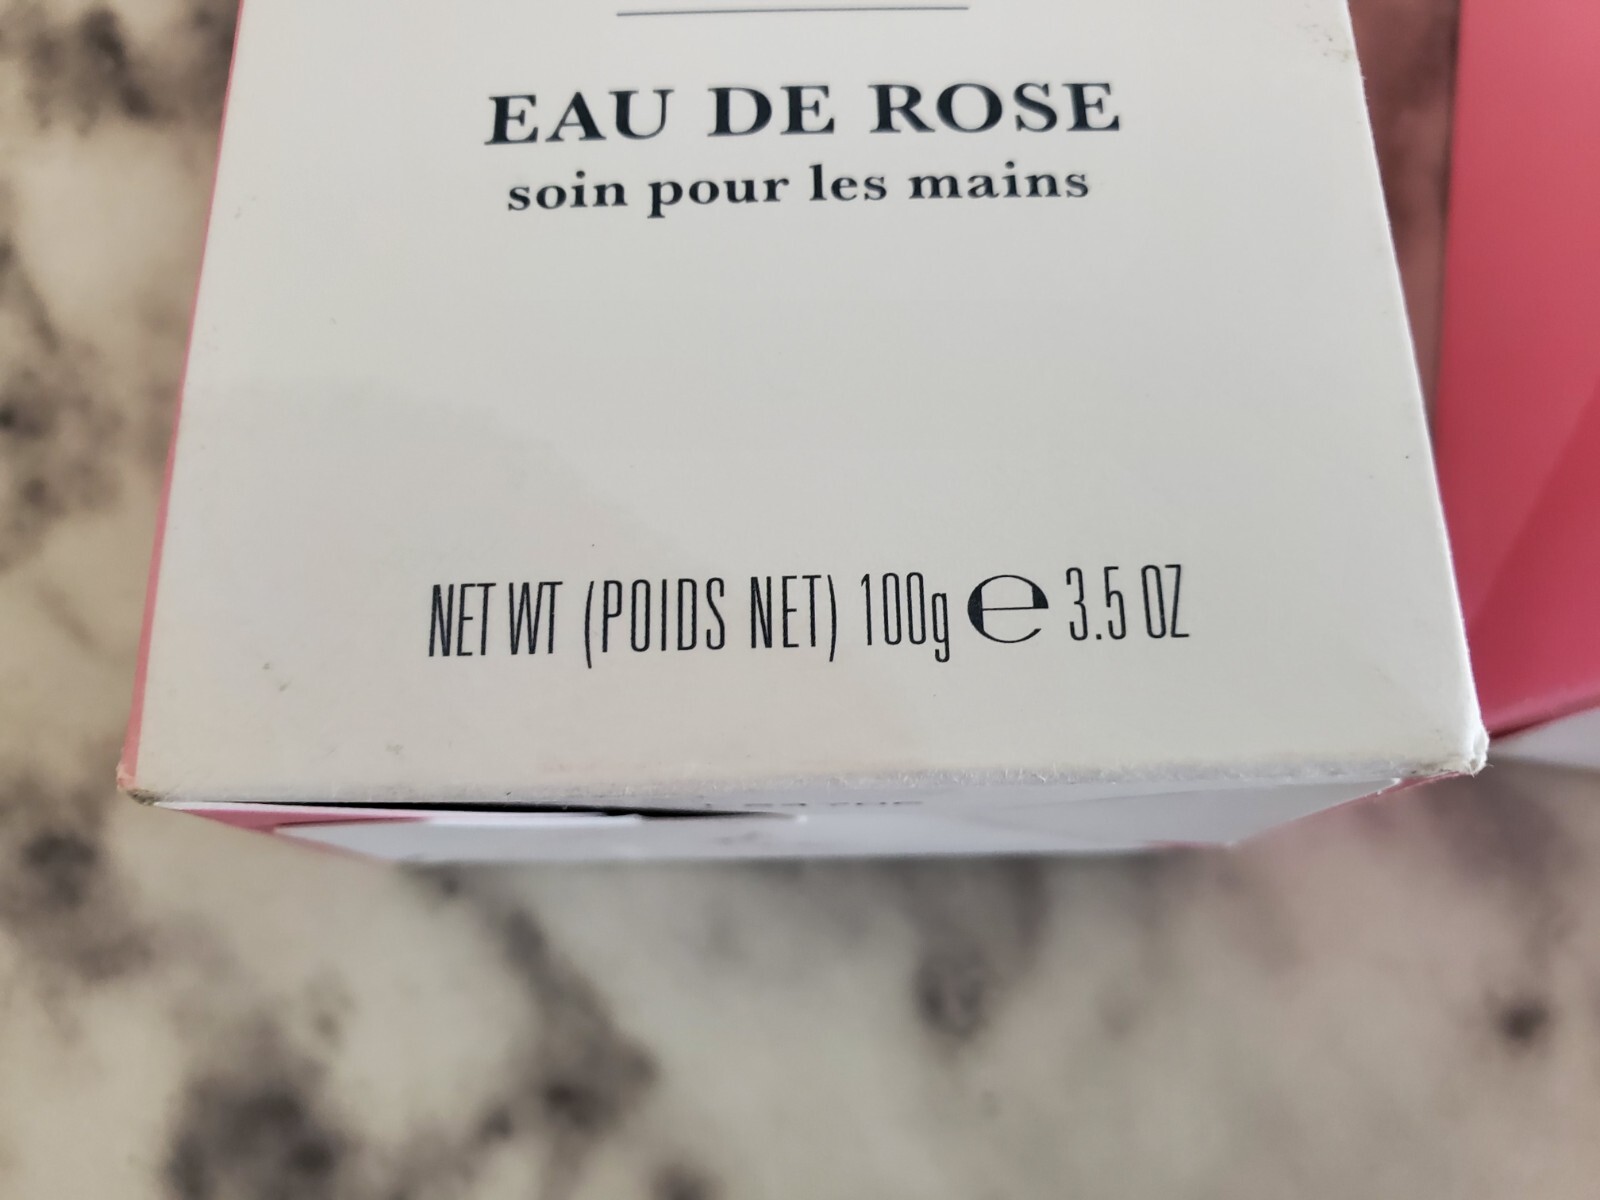 EAU DE ROSE
soin pour les mains
NET WT (POIDS NET) 100g ℮ 3.5 OZ